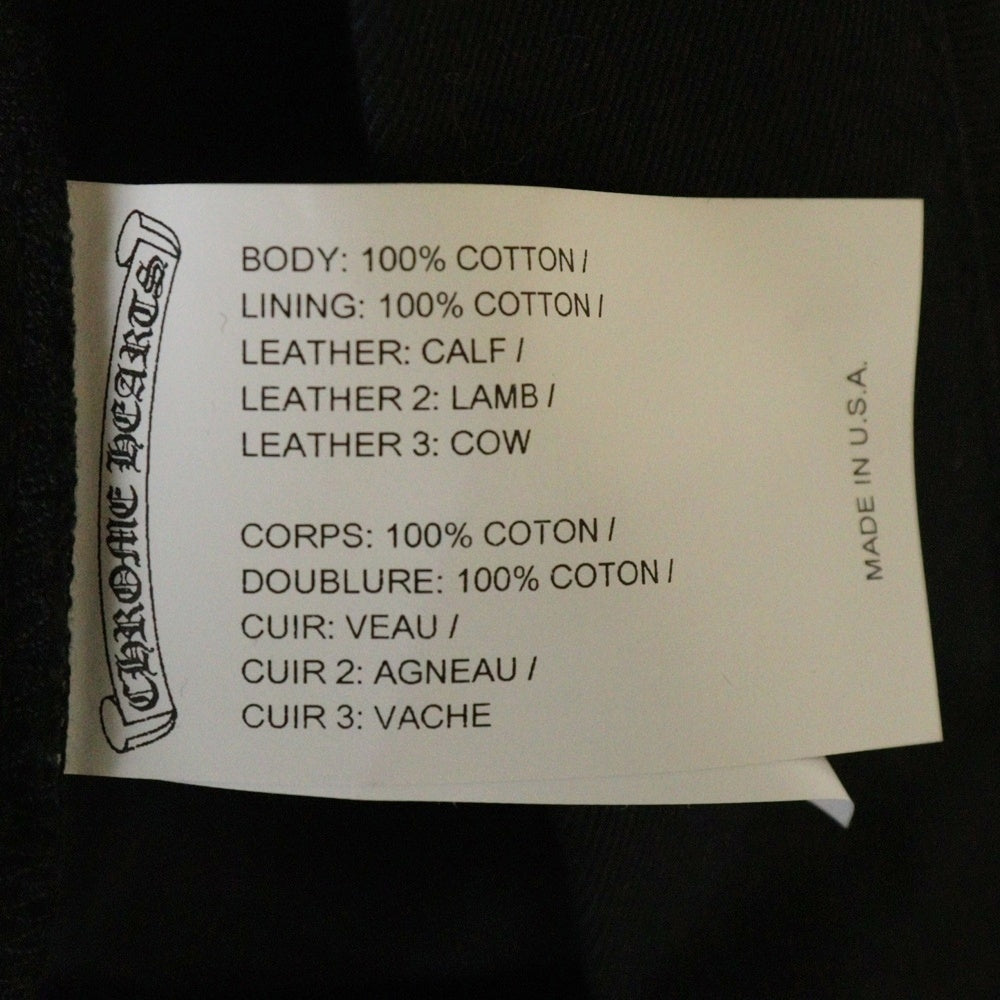 CHROME HEARTS
BODY: 100% COTTON /
LINING: 100% COTTON /
LEATHER: CALF /
LEATHER 2: LAMB /
LEATHER 3: COW
CORPS: 100% COTON /
DOUBLURE: 100% COTON /
CUIR: VEAU /
CUIR 2: AGNEAU /
CUIR 3: VACHE
MADE IN U.S.A.